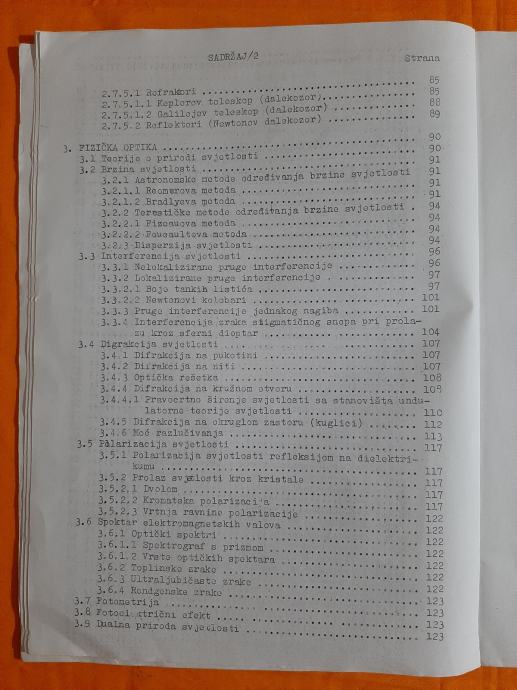 SADRŽAJ/2 Strana
2.7.5.1 Refraktori 85
2.7.5.1.1 Keplerov teleskop (dalekozor) 85
2.7.5.1.2 Galilejev teleskop (dalekozor) 88
2.7.5.2 Reflektori (Newtonov dalekozor) 89
3. FIZIČKA OPTIKA 90
3.1 Teorije o prirodi svjetlosti 90
3.2 Brzina svjetlosti 91
3.2.1 Astronomske metode određivanja brzine svjetlosti 91
3.2.1.1 Roemerova metoda 91
3.2.1.2 Bradlyeva metoda 91
3.2.2 Terestičke metode određitanja brzine svjetlosti 94
3.2.2.1 Fizeauova metoda 94
3.2.2.2 Foucaultova metoda 94
3.2.3 Disperzija svjetlosti 94
3.3 Interferencija svjetlosti 96
3.3.1 Nelokalizirane pruge interferencije 96
3.3.2 Lokalizirane pruge interferencije 97
3.3.2.1 Boje tankih listića 97
3.3.2.2 Newtonovi kolobari 101
3.3.3 Pruge interferencije jednakog nagiba 101
3.3.4 Interferencija zraka stigmatičnog snopa pri prola-
zu kroz sferni dioptar 104
3.4 Digrakcija svjetlosti 107
3.4.1 Difrakcija na pukotini 107
3.4.2 Difrakcija na niti 107
3.4.3 Optička rešetka 108
3.4.4 Difrakcija na kružnom otvoru 109
3.4.4.1 Pravocrtno širenje svjetlosti sa stanovišta undu-
latorne teorije svjetlosti 110
3.4.5 Difrakcija na okruglom zastoru (kuglici) 112
3.4.6 Moć razlučivanja 113
3.5 Polarizacija svjetlosti 117
3.5.1 Polarizacija svjetlosti refleksijom na dielektri-
kumu 117
3.5.2 Prolaz svjetlosti kroz kristale 117
3.5.2.1 Dvolom 117
3.5.2.2 Kromatska polarizacija 117
3.5.2.3 Vrtnja ravnine polarizacije 117
3.6 Spektar elektromagnetskih valova 122
3.6.1 Optički spektri 122
3.6.1.1 Spektrograf s prizmom 122
3.6.1.2 Vrste optičkih spektara 122
3.6.2 Toplinske zrake 122
3.6.3 Ultraljubičaste zrake 122
3.6.4 Rendgenske zrake 122
3.7 Fotometrija 123
3.8 Fotoel ctrični efekt 123
3.9 Dualna priroda svjetlosti 123